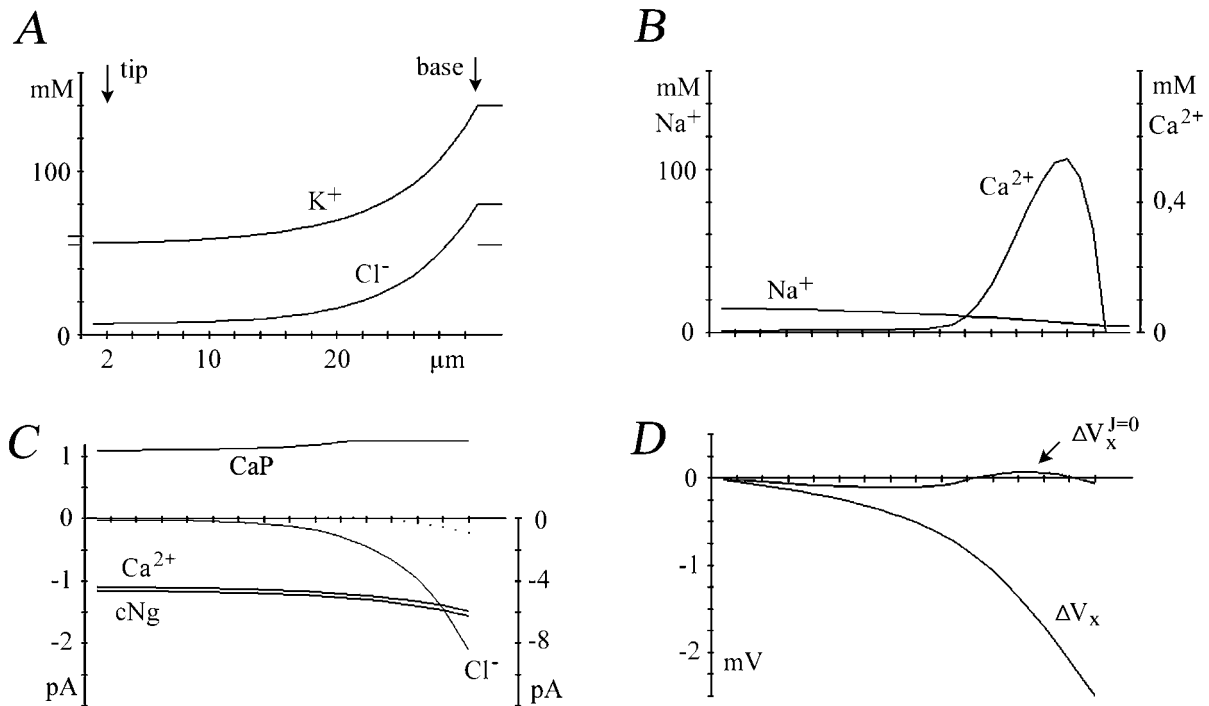 A
tip
base
mM
100
K+
Cl-
0
2
10
20
µm
B
mM
Na+
mM
Ca2+
100
0,4
Ca2+
Na+
0
0
C
1
CaP
0
0
Ca2+
-1
-4
cNg
-2
-8
Cl-
pA
pA
D
ΔVxJ=0
0
-1
ΔVx
-2
mV